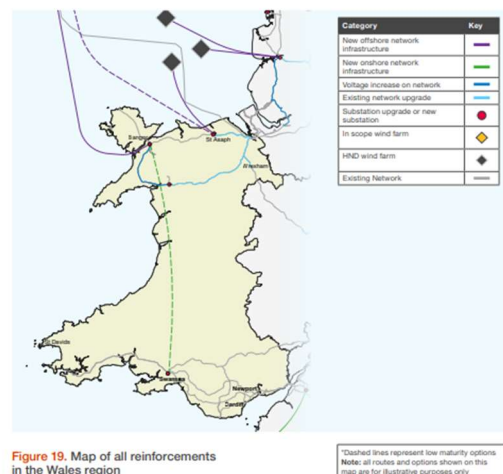 Category Key
New offshore network
infrastructure
New onshore network
infrastructure
Voltage increase on network
Existing network upgrade
Substation upgrade or new
substation
In scope wind farm
HND wind farm
Existing Network
Bangor
St Asaph
Wrexham
St Davids
Swansea
Newport
Cardiff
Figure 19. Map of all reinforcements
in the Wales region
*Dashed lines represent low maturity options.
Note: all routes and options shown on this
map are for illustrative purposes only